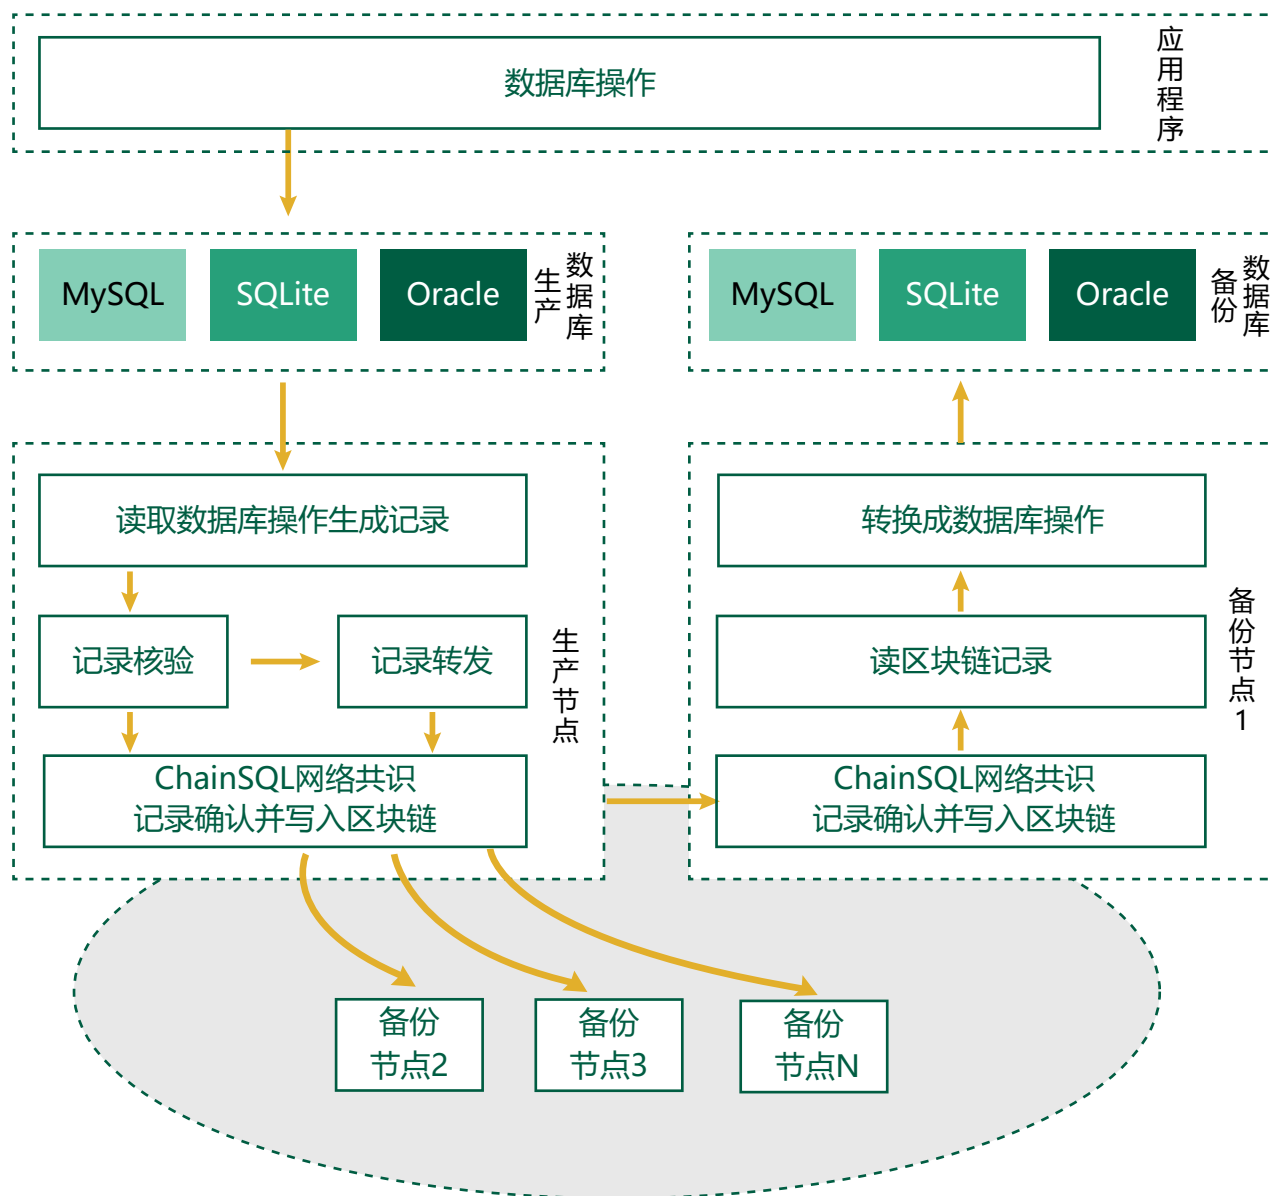 数据库操作
应用程序
MySQL
SQLite
Oracle
生产
数据库
MySQL
SQLite
Oracle
备份
数据库
读取数据库操作生成记录
记录核验
记录转发
生产节点
ChainSQL网络共识
记录确认并写入区块链
转换成数据库操作
读区块链记录
备份节点1
ChainSQL网络共识
记录确认并写入区块链
备份
节点2
备份
节点3
备份
节点N